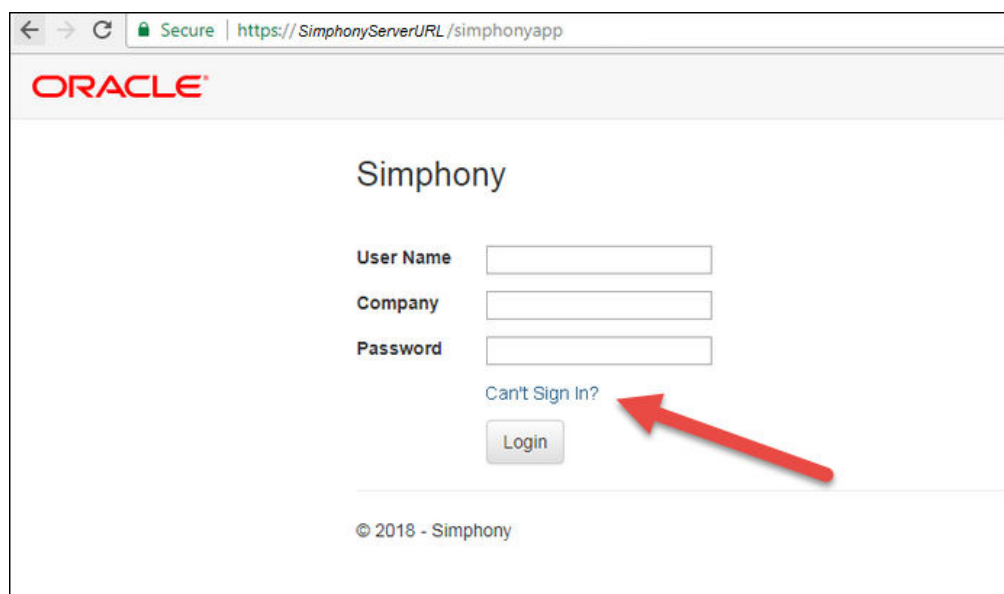 Secure | https://SimphonyServerURL/simphonyapp
ORACLE®
Simphony
User Name
Company
Password
Can't Sign In?
Login
© 2018 - Simphony